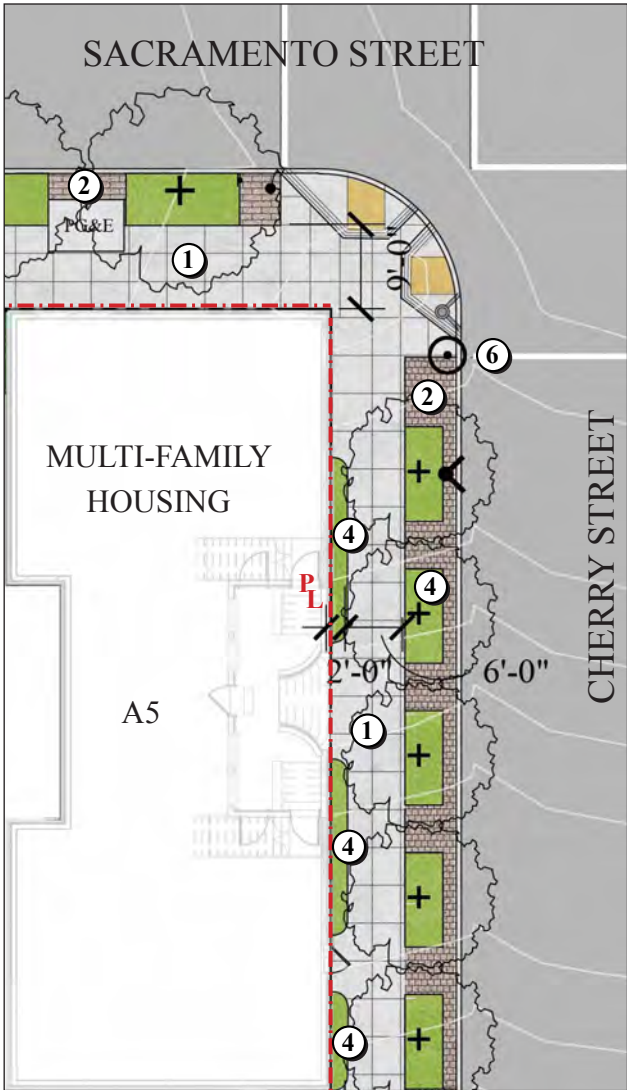 SACRAMENTO STREET
2
PG&E
1
9'-0"
6
2
MULTI-FAMILY
HOUSING
4
4
PL
2'-0"
6'-0"
CHERRY STREET
A5
1
4
4